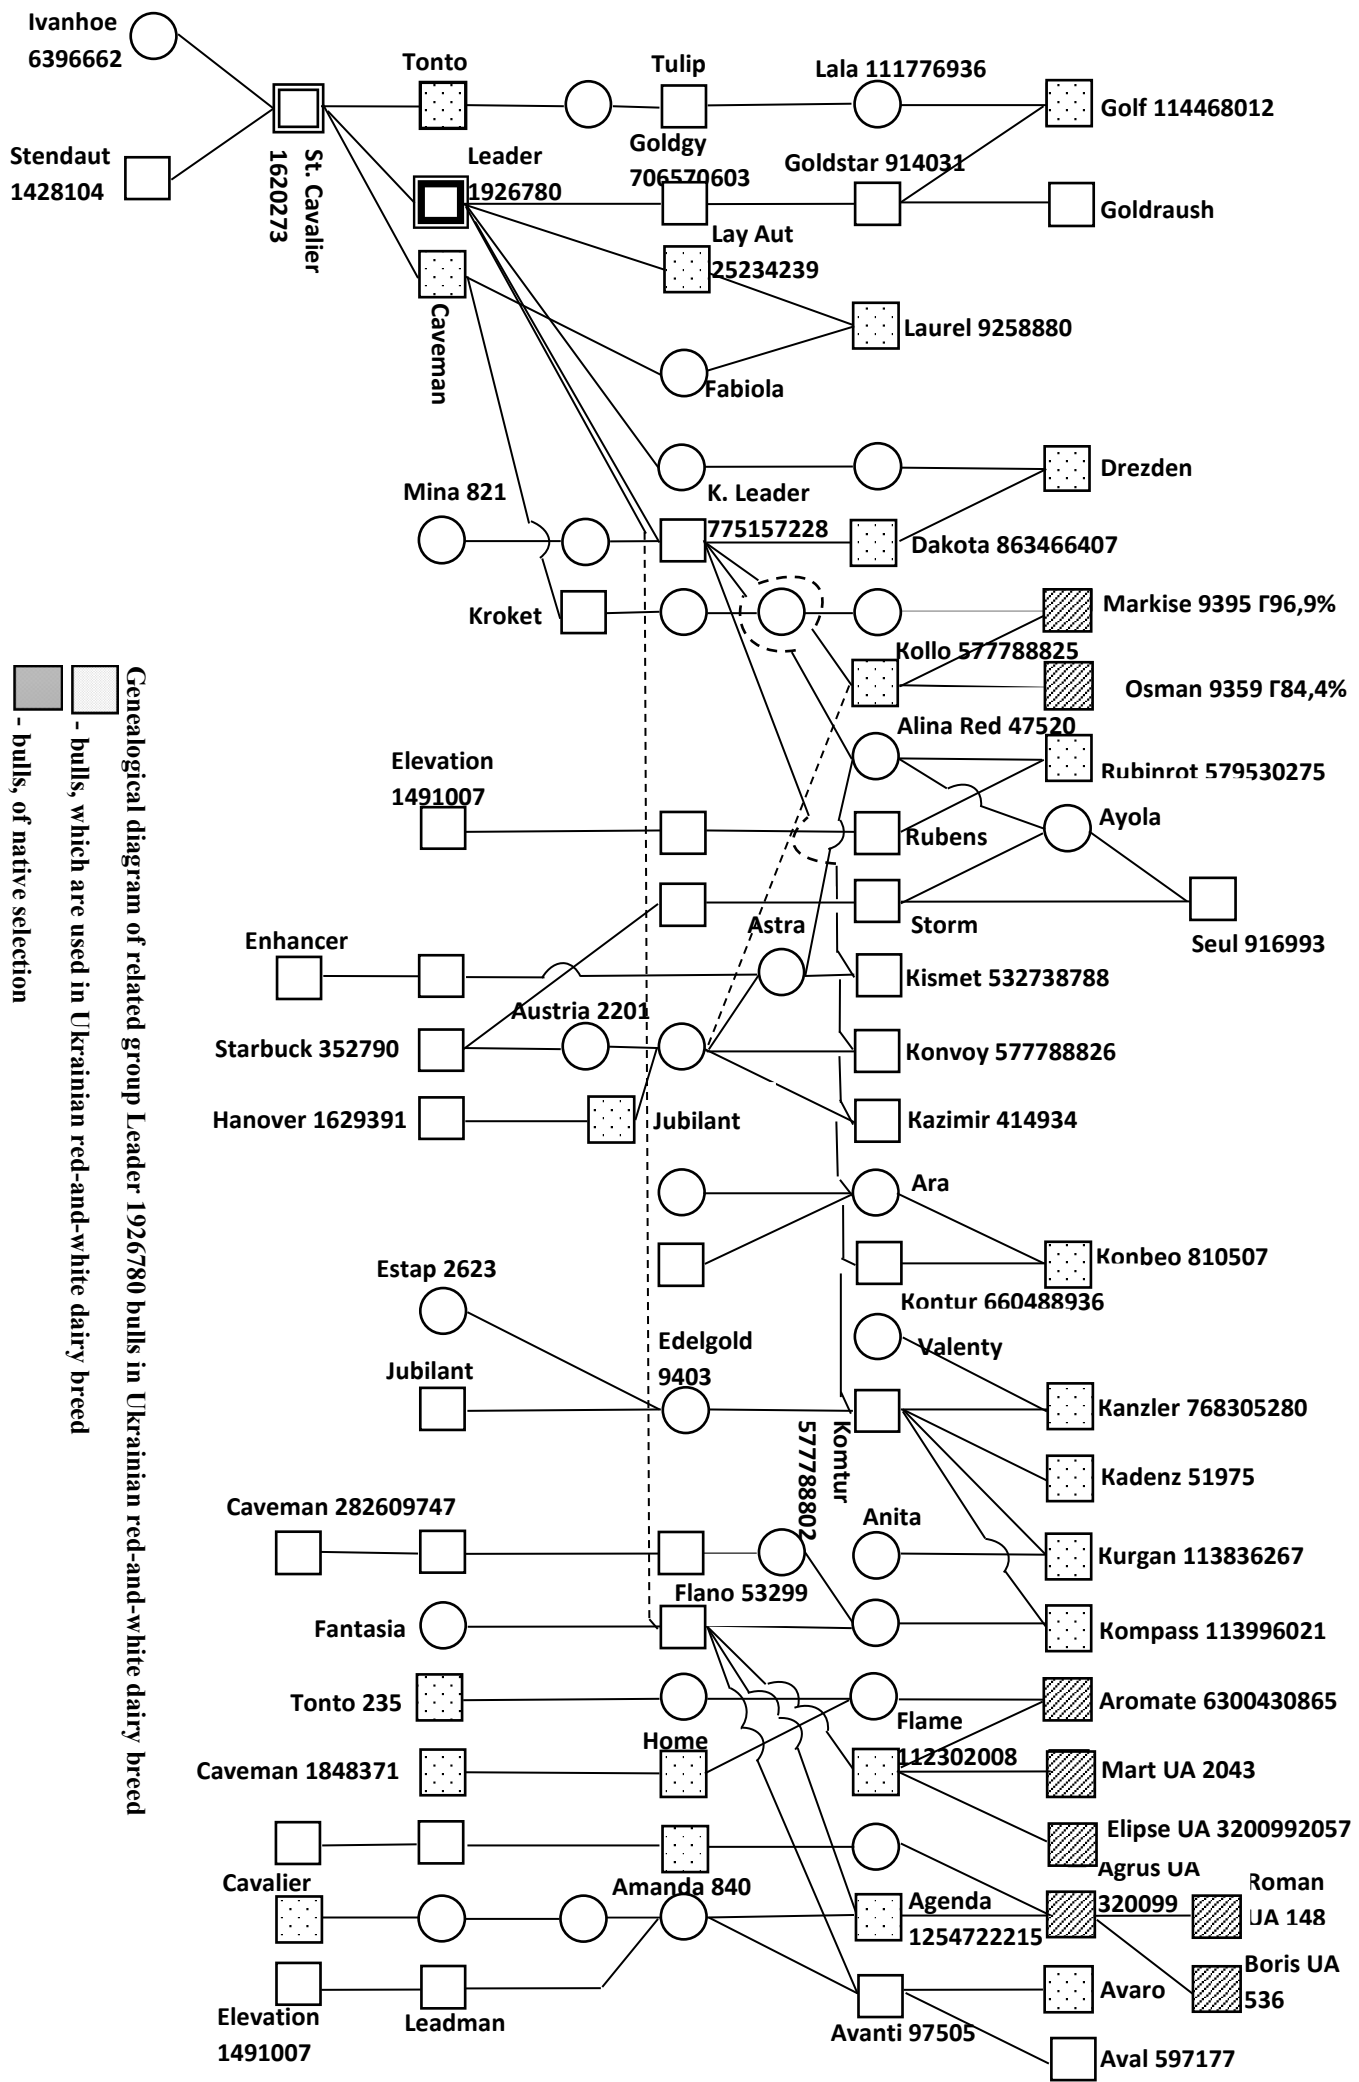 Ivanhoe
6396662
Stendaut
1428104
St. Cavalier
1620273
Tonto
Tulip
Lala 111776936
Golf 114468012
Leader
1926780
Goldgy
706570603
Goldstar 914031
Goldraush
Lay Aut
25234239
Caveman
Laurel 9258880
Fabiola
Drezden
Mina 821
K. Leader
775157228
Dakota 863466407
Kroket
Markise 9395 Г96,9%
Kollo 577788825
Osman 9359 Г84,4%
Alina Red 47520
Elevation
1491007
Rubinrot 579530275
Rubens
Ayola
Storm
Astra
Seul 916993
Enhancer
Kismet 532738788
Austria 2201
Starbuck 352790
Konvoy 577788826
Hanover 1629391
Jubilant
Kazimir 414934
Ara
Konbeo 810507
Kontur 660488936
Estap 2623
Valenty
Edelgold
9403
Jubilant
Kanzler 768305280
Komtur
577788802
Kadenz 51975
Caveman 282609747
Anita
Kurgan 113836267
Flano 53299
Fantasia
Kompass 113996021
Tonto 235
Aromate 6300430865
Flame
112302008
Home
Caveman 1848371
Mart UA 2043
Elipse UA 3200992057
Agrus UA
320099
Roman
UA 148
Cavalier
Amanda 840
Agenda
1254722215
Boris UA
536
Avaro
Elevation
1491007
Leadman
Avanti 97505
Aval 597177
Genealogical diagram of related group Leader 1926780 bulls in Ukrainian red-and-white dairy breed
- bulls, which are used in Ukrainian red-and-white dairy breed
- bulls, of native selection